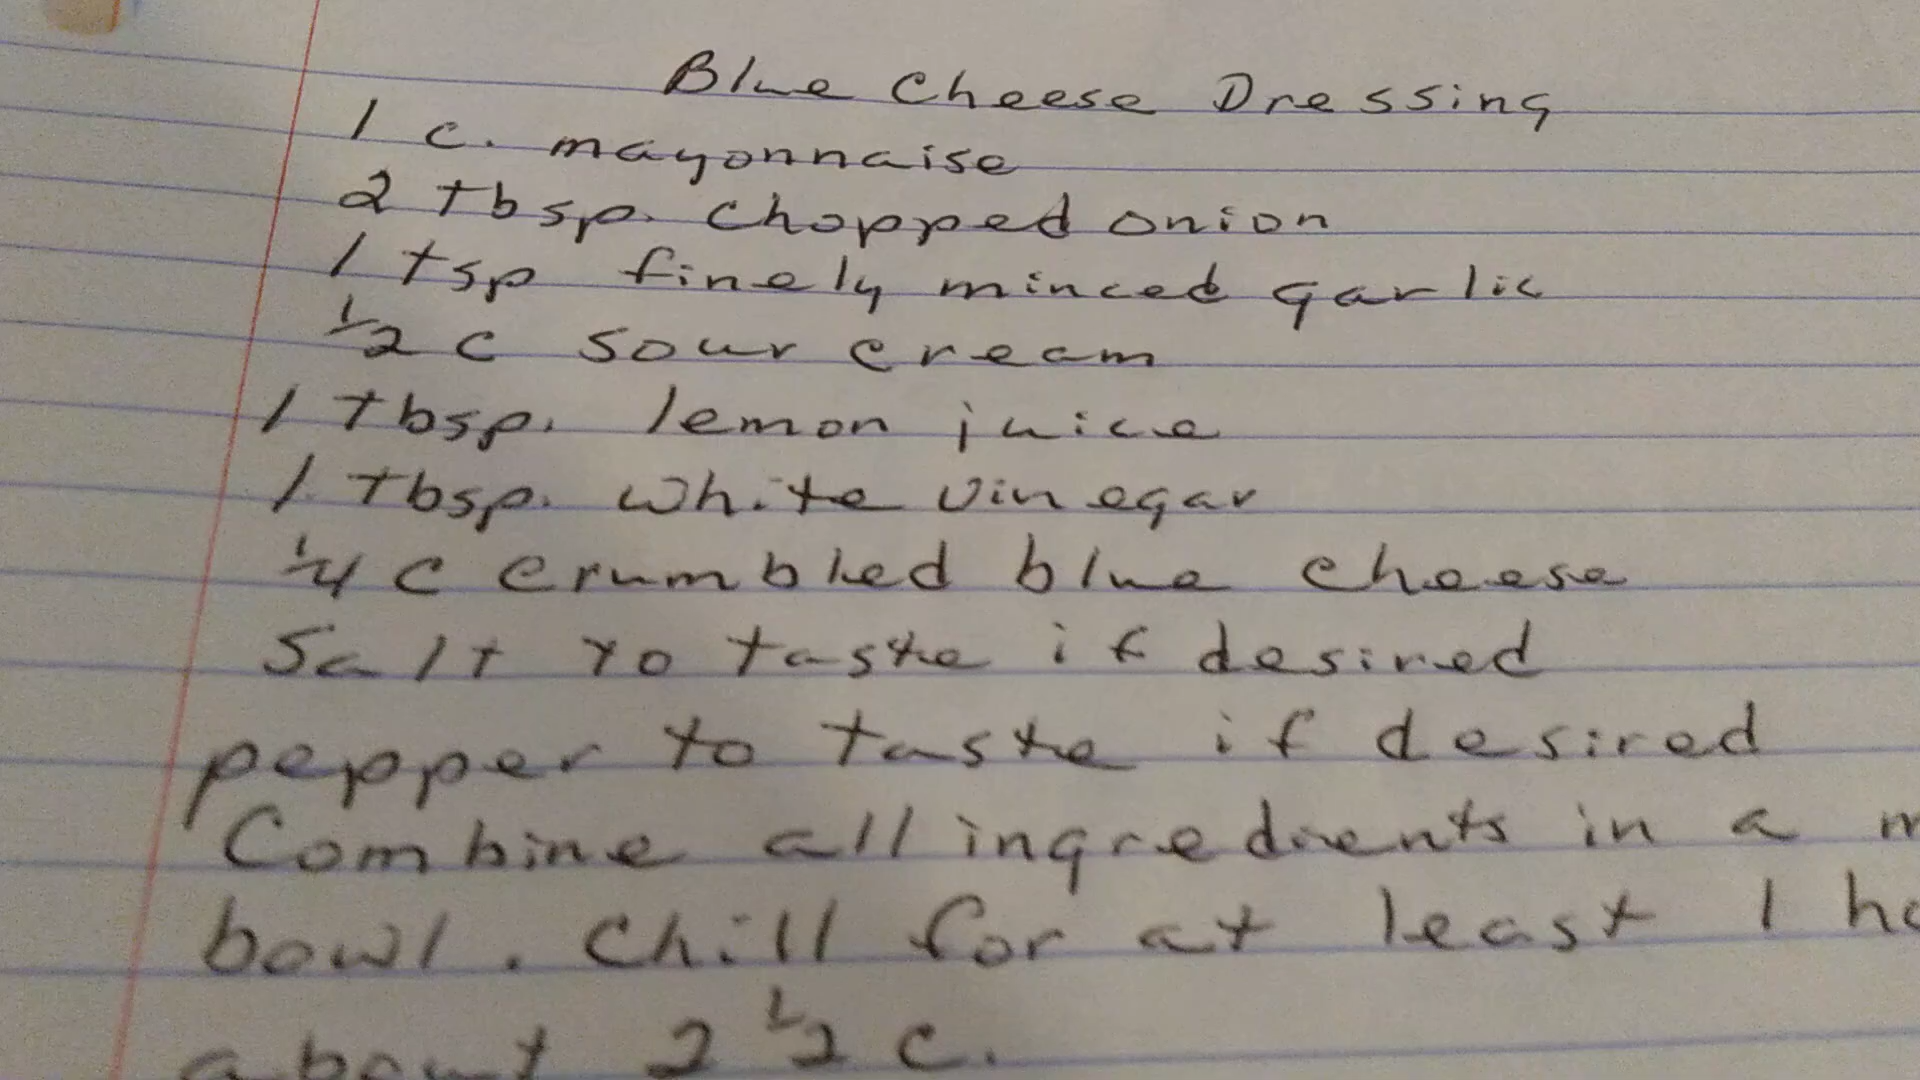 Blue Cheese Dressing
1 c. mayonnaise
2 tbsp. chopped onion
1 tsp finely minced garlic
1/2 c sour cream
1 tbsp. lemon juice
1 tbsp. white vinegar
1/4 c crumbled blue cheese
Salt to taste if desired
pepper to taste if desired
Combine all ingredients in a
bowl. Chill for at least 1
about 2 1/2 c.